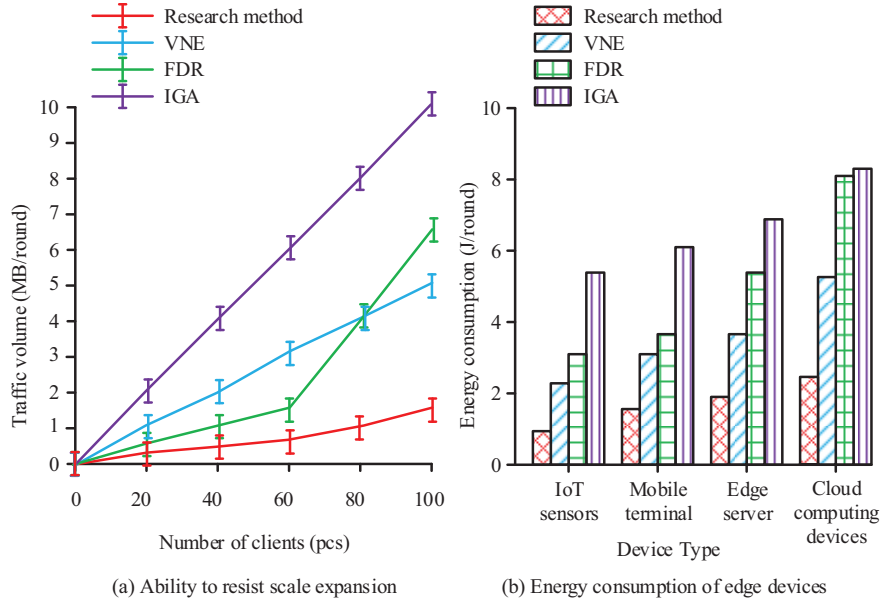 Research method
VNE
FDR
IGA
Traffic volume (MB/round)
10
9
8
7
6
5
4
3
2
1
0
0 20 40 60 80 100
Number of clients (pcs)
(a) Ability to resist scale expansion
Research method
VNE
FDR
IGA
Energy consumption (J/round)
10
8
6
4
2
0
IoT sensors
Mobile terminal
Edge server
Cloud computing devices
Device Type
(b) Energy consumption of edge devices